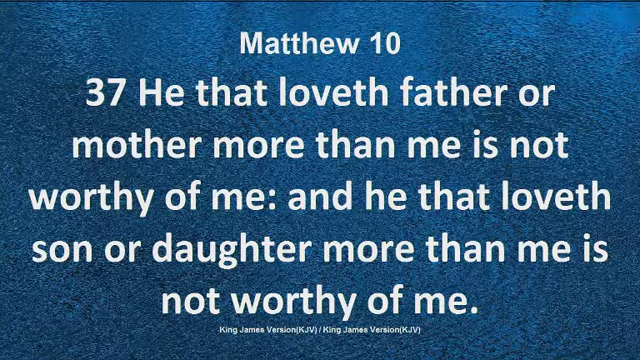 Matthew 10
37 He that loveth father or
mother more than me is not
worthy of me: and he that loveth
son or daughter more than me is
not worthy of me.
King James Version(KJV) / King James Version(KJV)